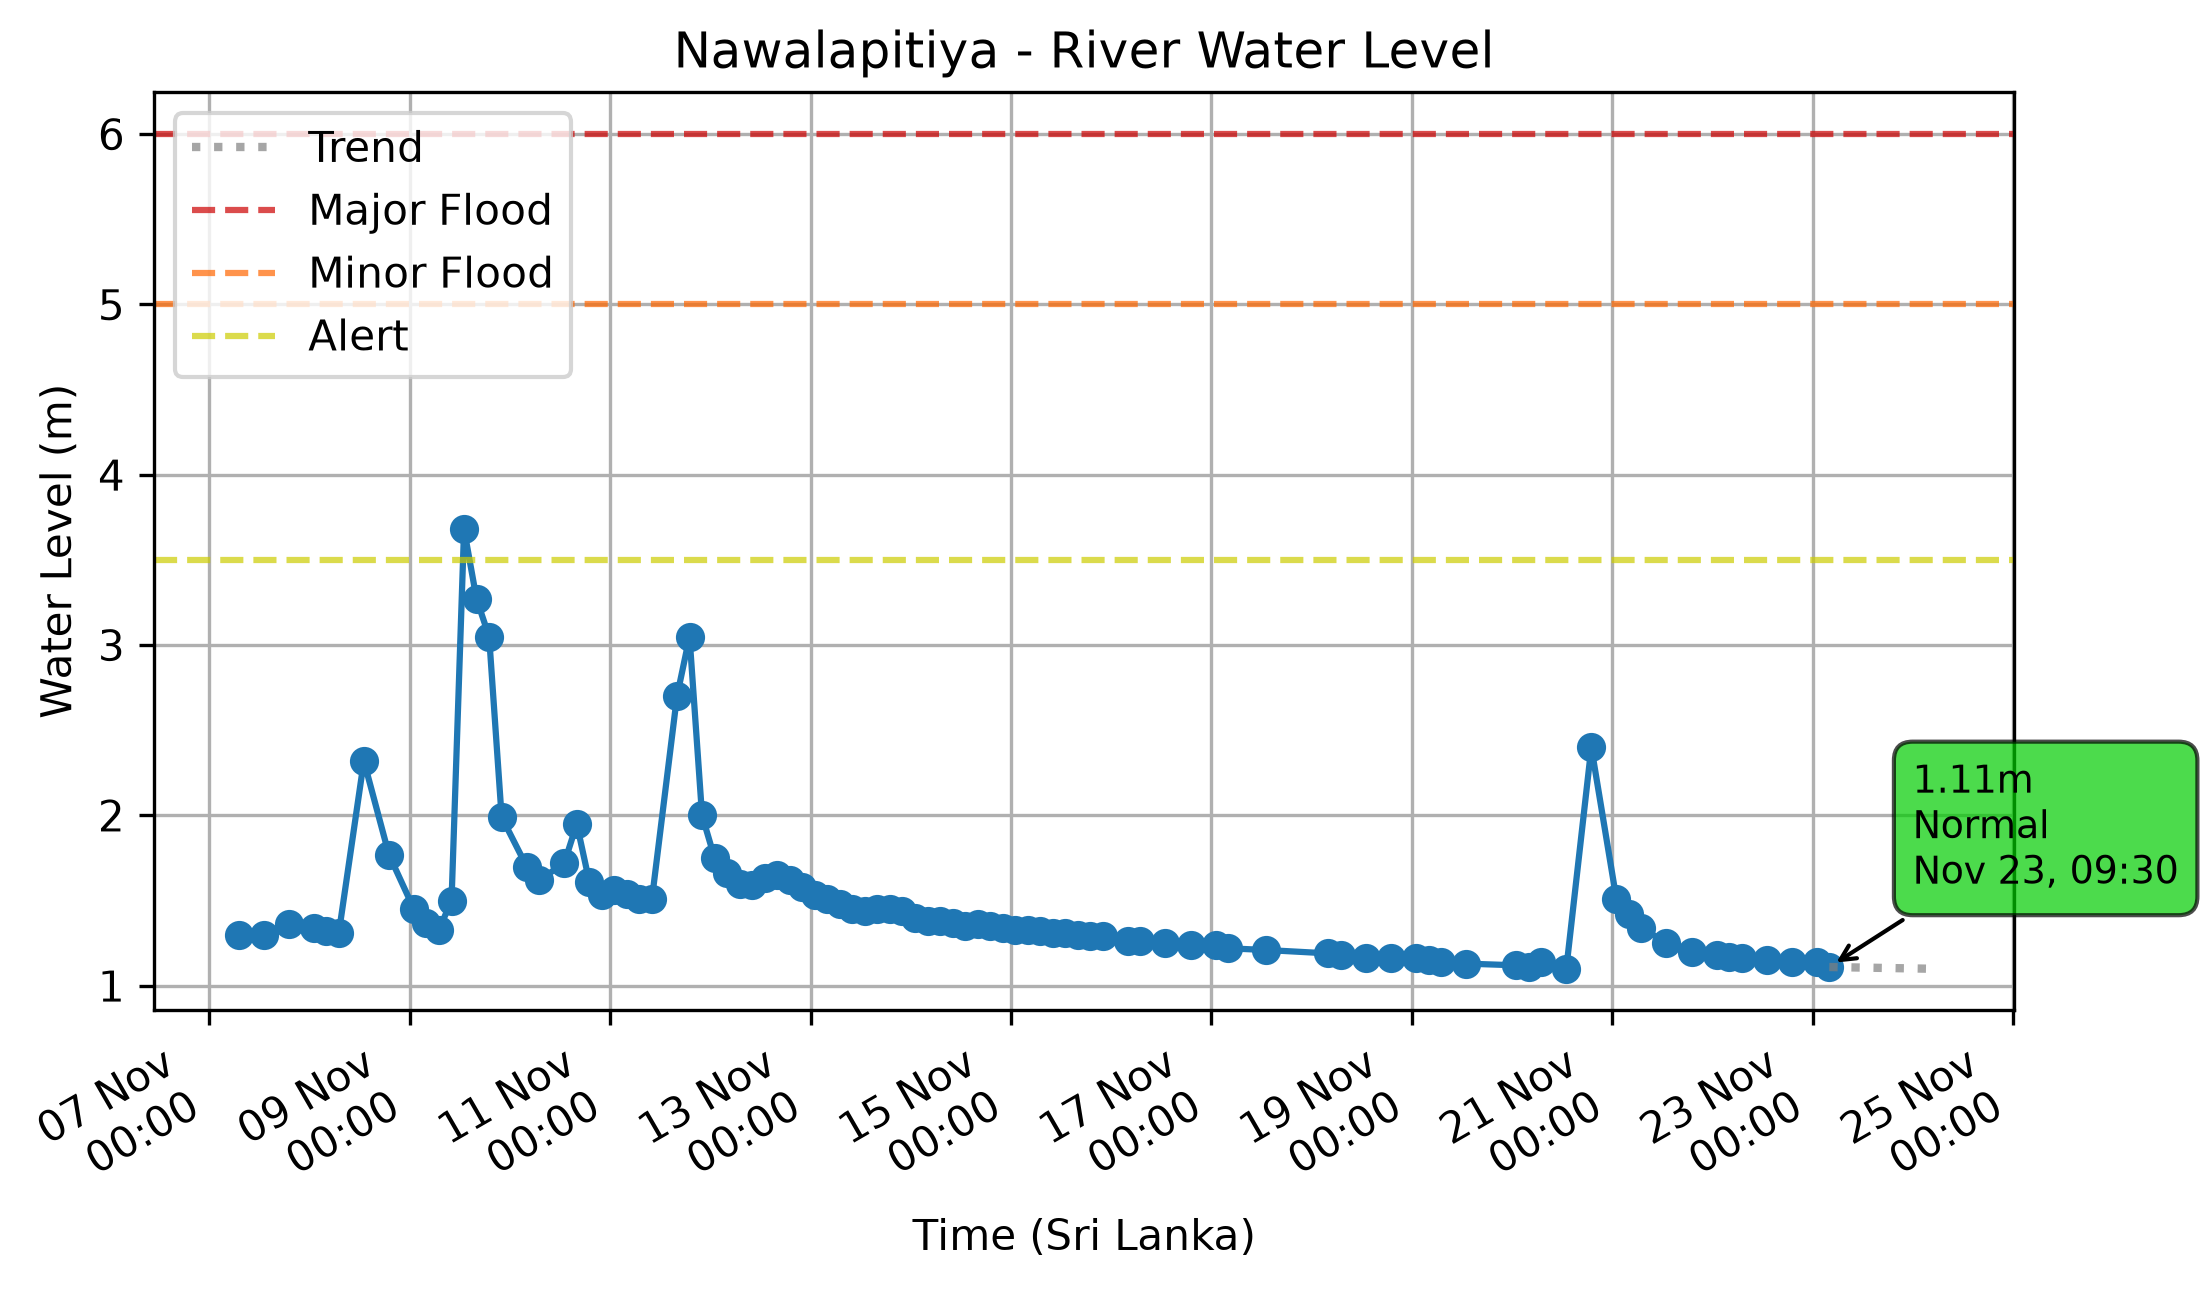 Nawalapitiya - River Water Level
Trend
Major Flood
Minor Flood
Alert
6
5
4
3
2
1
Water Level (m)
1.11m
Normal
Nov 23, 09:30
07 Nov
00:00
09 Nov
00:00
11 Nov
00:00
13 Nov
00:00
15 Nov
00:00
17 Nov
00:00
19 Nov
00:00
21 Nov
00:00
23 Nov
00:00
25 Nov
00:00
Time (Sri Lanka)